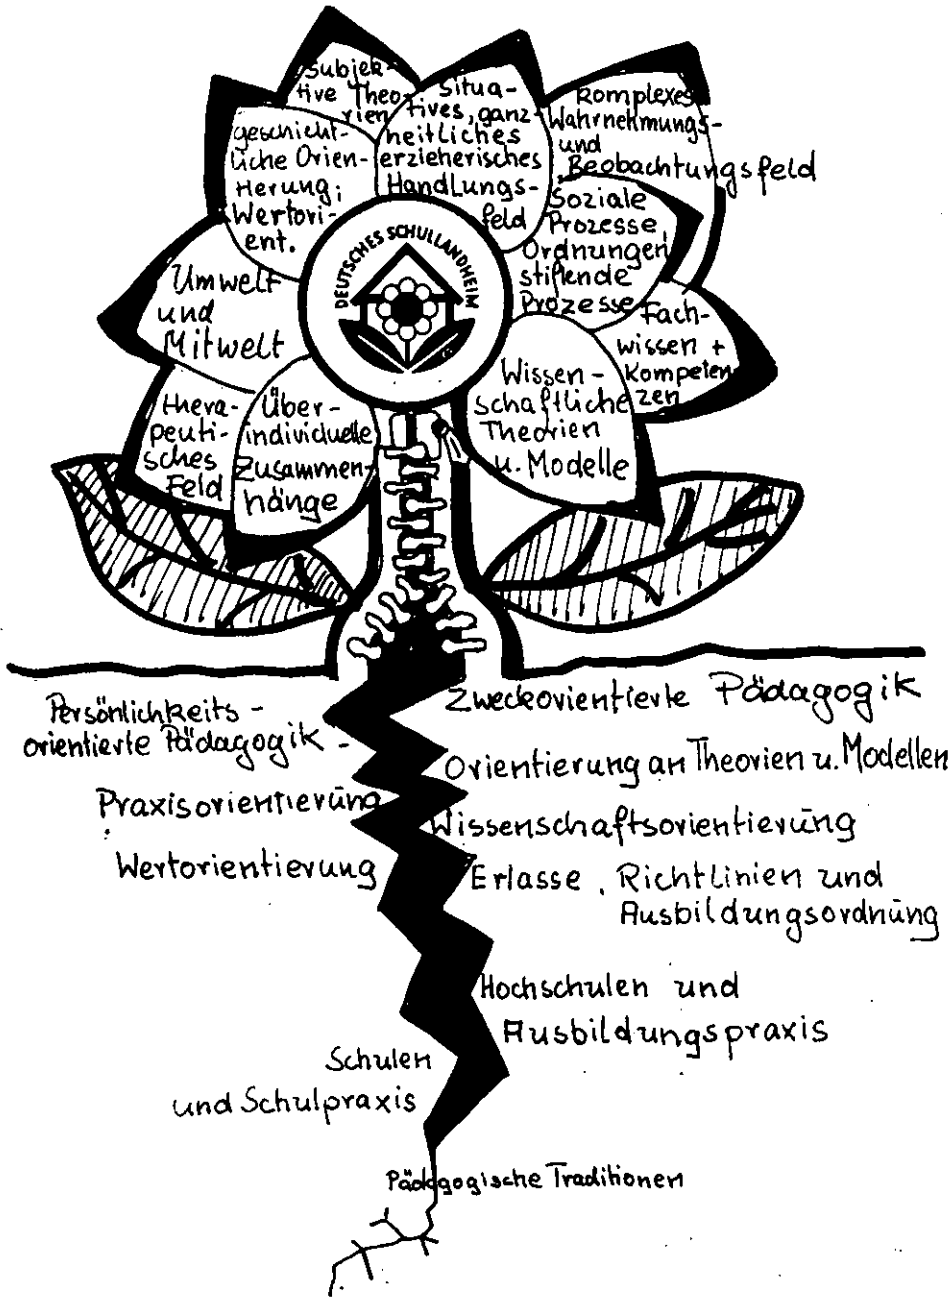 Subjek-
tive Theo-
rien
Situa-
tives, ganz-
heitliches
erzieherisches
Handlungs-
feld
Komplexes
Wahrnehmungs-
und
Beobachtungsfeld
geschicht-
liche Orien-
tierung;
Wertori-
ent.
Soziale
Prozesse,
Ordnungen
stiftende
Prozesse
Umwelt
und
Mitwelt
DEUTSCHES SCHULLANDHEIM
Fach-
wissen +
Kompeten-
zen
Thera-
peuti-
sches
Feld
Über-
individuelle
Zusammen-
hänge
Wissen-
schaftliche
Theorien
u. Modelle
Persönlichkeits-
orientierte Pädagogik
Zweckorientierte Pädagogik
Orientierung an Theorien u. Modellen
Praxisorientierung
Wissenschaftsorientierung
Wertorientierung
Erlasse, Richtlinien und
Ausbildungsordnung
Hochschulen und
Ausbildungspraxis
Schulen
und Schulpraxis
Pädagogische Traditionen